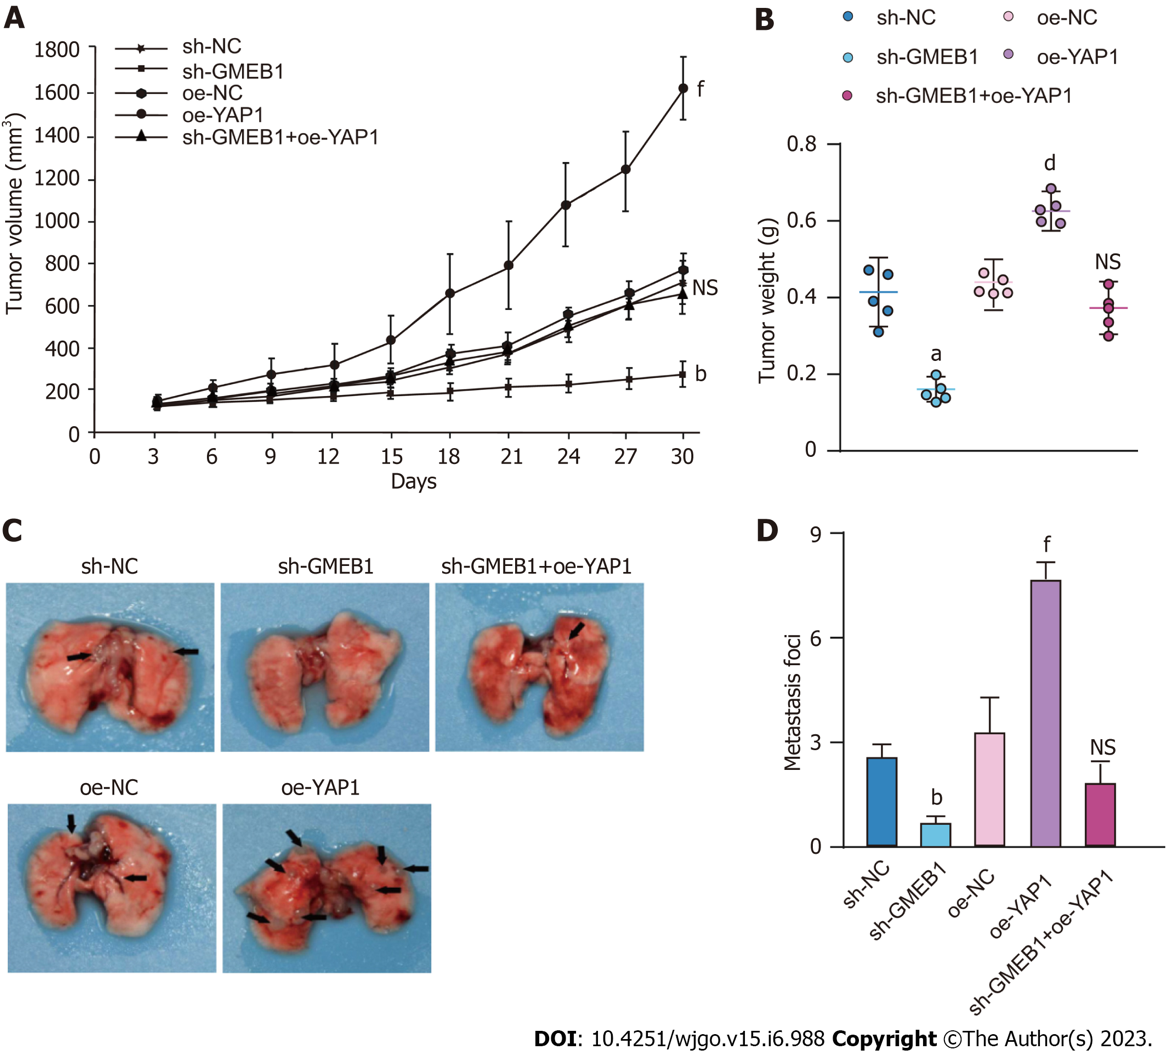 A
Tumor volume (mm3)
1800
1600
1400
1200
1000
800
600
400
200
0
sh-NC
sh-GMEB1
oe-NC
oe-YAP1
sh-GMEB1+oe-YAP1
f
NS
b
0 3 6 9 12 15 18 21 24 27 30
Days
B
sh-NC
oe-NC
sh-GMEB1
oe-YAP1
sh-GMEB1+oe-YAP1
Tumor weight (g)
0.8
0.6
0.4
0.2
0
a
d
NS
C
sh-NC
sh-GMEB1
sh-GMEB1+oe-YAP1
oe-NC
oe-YAP1
D
Metastasis foci
9
6
3
0
b
f
NS
sh-NC
sh-GMEB1
oe-NC
oe-YAP1
sh-GMEB1+oe-YAP1
DOI: 10.4251/wjgo.v15.i6.988 Copyright ©The Author(s) 2023.